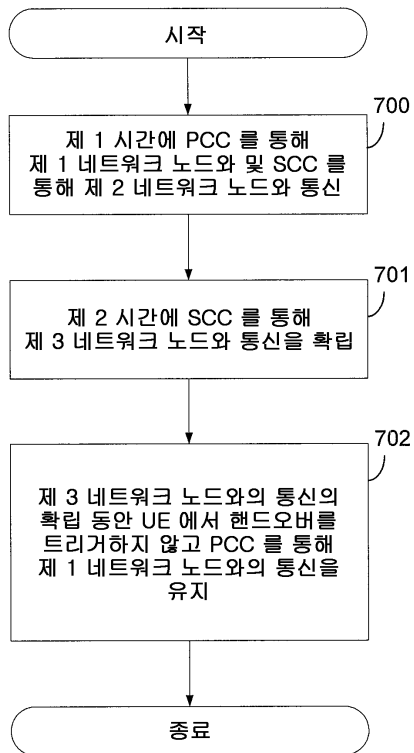 시작
700
제 1 시간에 PCC 를 통해
제 1 네트워크 노드와 및 SCC 를
통해 제 2 네트워크 노드와 통신
701
제 2 시간에 SCC 를 통해
제 3 네트워크 노드와 통신을 확립
702
제 3 네트워크 노드와의 통신의
확립 동안 UE 에서 핸드오버를
트리거하지 않고 PCC 를 통해
제 1 네트워크 노드와의 통신을
유지
종료